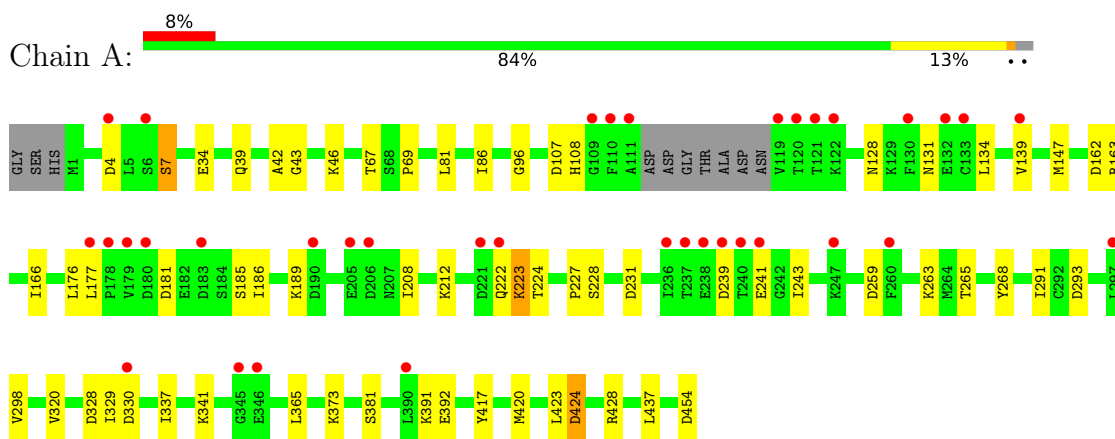 8%
Chain A:
84% 13% • •
GLY SER HIS M1 D4 L5 S6 S7 E34 Q39 A42 G43 K46 T67 S68 P69 L81 I86 G96 D107 H108 G109 F110 A111 ASP ASP GLY THR ALA ASP ASN V119 T120 T121 K122 N128 K129 F130 N131 E132 C133 L134 V139 M147 D162
I166 L176 L177 P178 V179 D180 D181 E182 D183 S184 S185 I186 K189 D190 E205 D206 N207 I208 K212 D221 Q222 K223 T224 P227 S228 D231 I236 T237 E238 D239 T240 E241 G242 I243 K247 D259 F260 K263 M264 T265 Y268 I291 C292 D293
V298 V320 D328 I329 D330 I337 K341 G345 E346 L365 K373 S381 L390 K391 E392 Y417 M420 L423 D424 R428 L437 D454